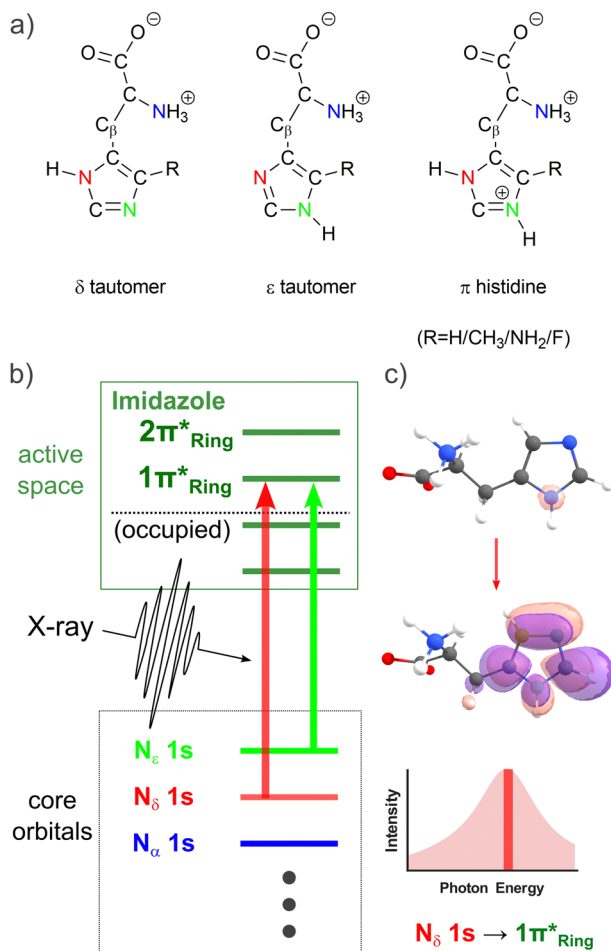 a)
O
O
⊖
C
C
NH3
⊕
Cβ
H
N
C
C
R
C
N
δ tautomer
O
O
⊖
C
C
NH3
⊕
Cβ
N
C
C
R
C
N
H
ε tautomer
O
O
⊖
C
C
NH3
⊕
Cβ
H
N
C
C
R
⊕
C
N
H
π histidine
(R=H/CH3/NH2/F)
b)
active
space
Imidazole
2π*Ring
1π*Ring
(occupied)
X-ray
core
orbitals
Nε 1s
Nδ 1s
Nα 1s
c)
Intensity
Photon Energy
Nδ 1s → 1π*Ring